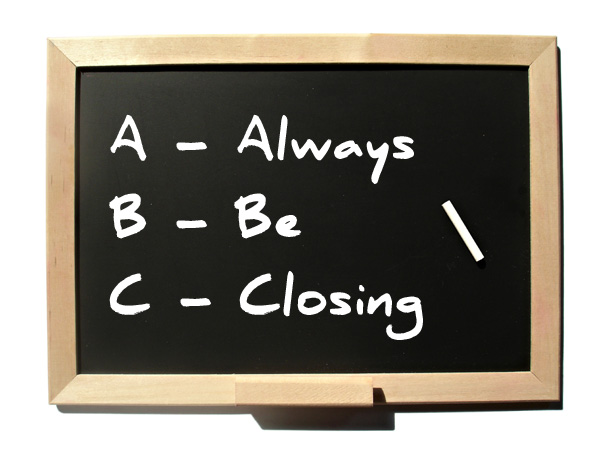 A - Always
B - Be
C - Closing